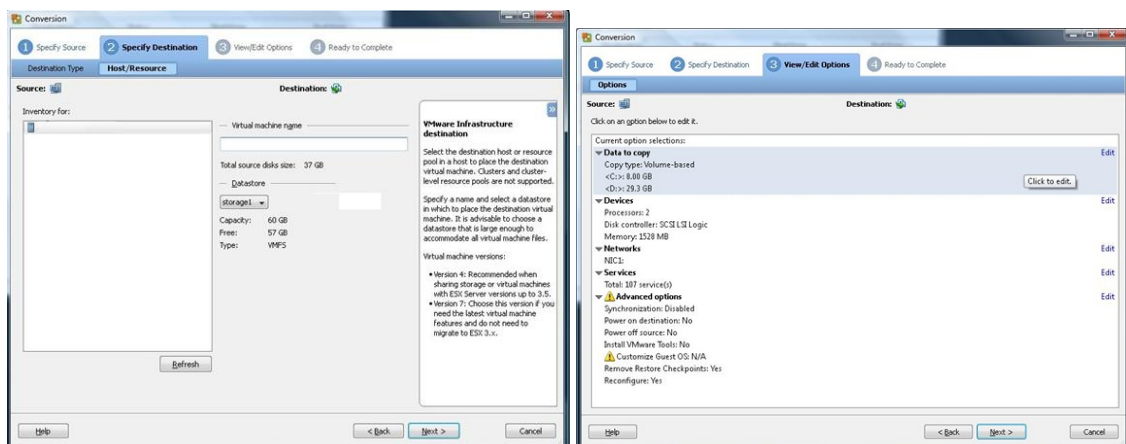 Conversion
1 Specify Source 2 Specify Destination 3 View/Edit Options 4 Ready to Complete
Destination Type Host/Resource
Source: Destination:
Inventory for:
Refresh
Virtual machine name
Total source disks size: 37 GB
Datastore
storage1
Capacity: 60 GB
Free: 57 GB
Type: VMFS
VMware Infrastructure
destination
Select the destination host or resource
pool in a host to place the destination
virtual machine. Clusters and cluster-
level resource pools are not supported.
Specify a name and select a datastore
in which to place the destination virtual
machine. It is advisable to choose a
datastore that is large enough to
accommodate all virtual machine files.
Virtual machine versions:
• Version 4: Recommended when
sharing storage or virtual machines
with ESX Server versions up to 3.5.
• Version 7: Choose this version if you
need the latest virtual machine
features and do not need to
migrate to ESX 3.x.
Help < Back Next > Cancel
Conversion
1 Specify Source 2 Specify Destination 3 View/Edit Options 4 Ready to Complete
Options
Source: Destination:
Click on an option below to edit it.
Current option selections:
Data to copy Edit
Copy type: Volume-based
<C:>: 8.00 GB
<D:>: 29.3 GB
Click to edit.
Devices Edit
Processors: 2
Disk controller: SCSI LSI Logic
Memory: 1528 MB
Networks Edit
NIC1:
Services Edit
Total: 107 service(s)
Advanced options Edit
Synchronization: Disabled
Power on destination: No
Power off source: No
Install VMware Tools: No
Customize Guest OS: N/A
Remove Restore Checkpoints: Yes
Reconfigure: Yes
Help < Back Next > Cancel